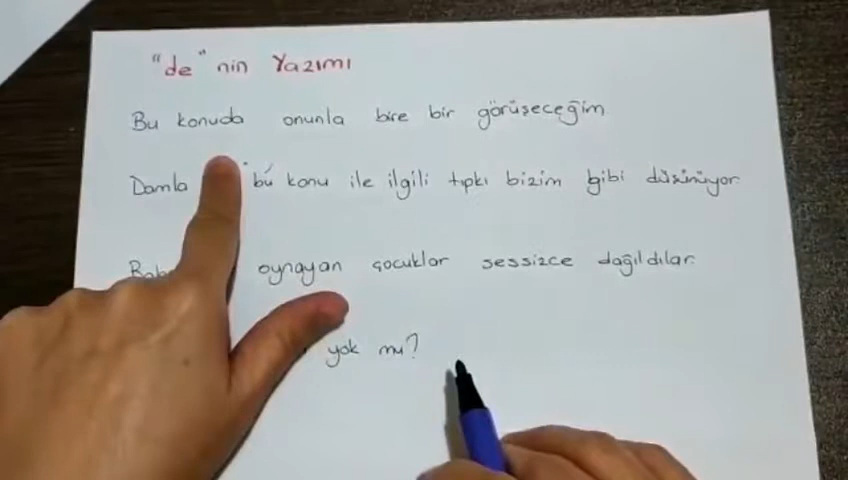 "de" nin Yazımı
Bu konuda onunla bire bir görüşeceğim
Damla bu konu ile ilgili tıpkı bizim gibi düşünüyor.
oynayan çocuklar sessizce dağıldılar.
yok mu?